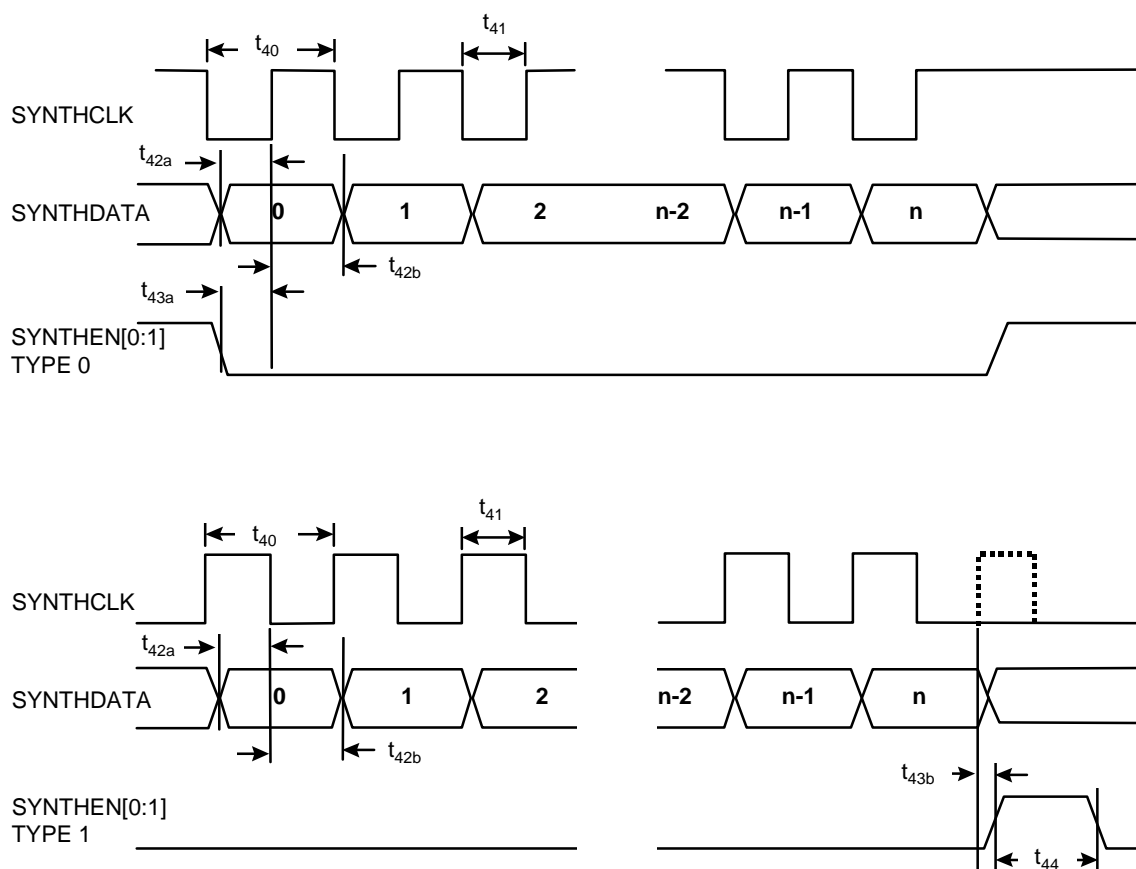 t40
t41
SYNTHCLK
t42a
SYNTHDATA
0 1 2 n-2 n-1 n
t42b
t43a
SYNTHEN[0:1]
TYPE 0
t40
t41
SYNTHCLK
t42a
SYNTHDATA
0 1 2 n-2 n-1 n
t42b
t43b
SYNTHEN[0:1]
TYPE 1
t44